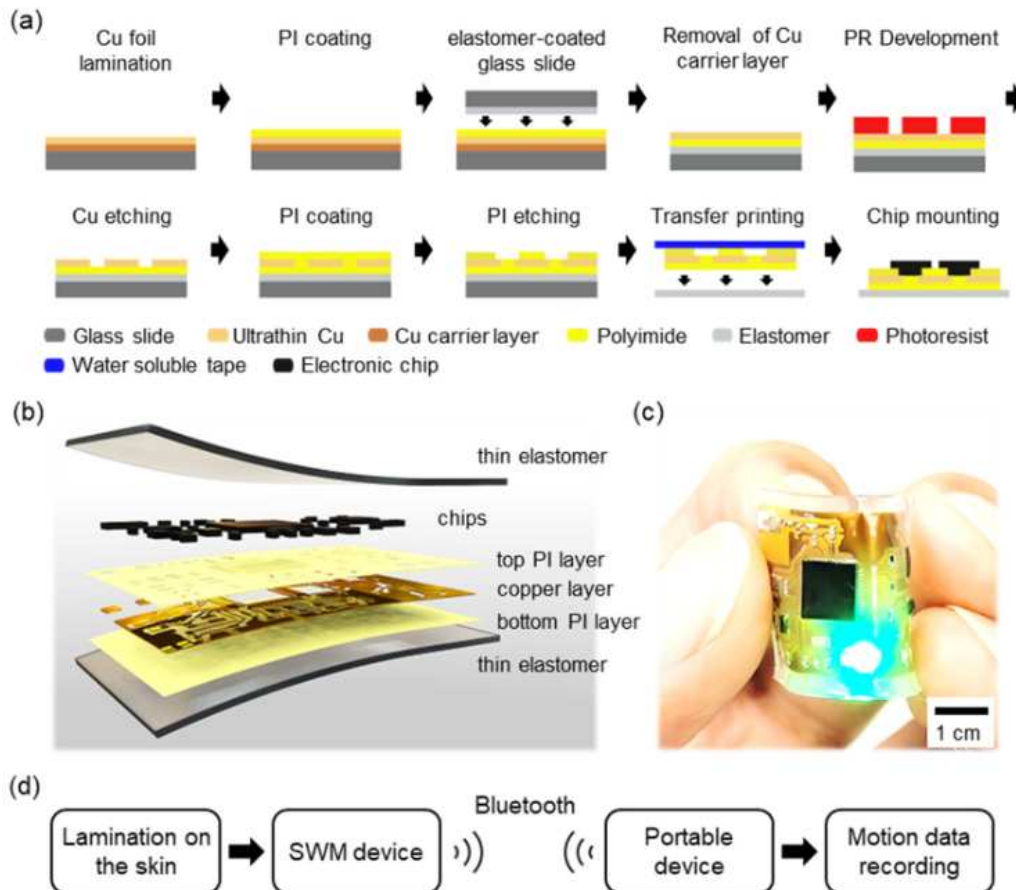 (a)
Cu foil
lamination
PI coating
elastomer-coated
glass slide
Removal of Cu
carrier layer
PR Development
Cu etching
PI coating
PI etching
Transfer printing
Chip mounting
Glass slide
Ultrathin Cu
Cu carrier layer
Polyimide
Elastomer
Photoresist
Water soluble tape
Electronic chip
(b)
thin elastomer
chips
top PI layer
copper layer
bottom PI layer
thin elastomer
(c)
1 cm
(d)
Lamination on
the skin
SWM device
Bluetooth
Portable
device
Motion data
recording